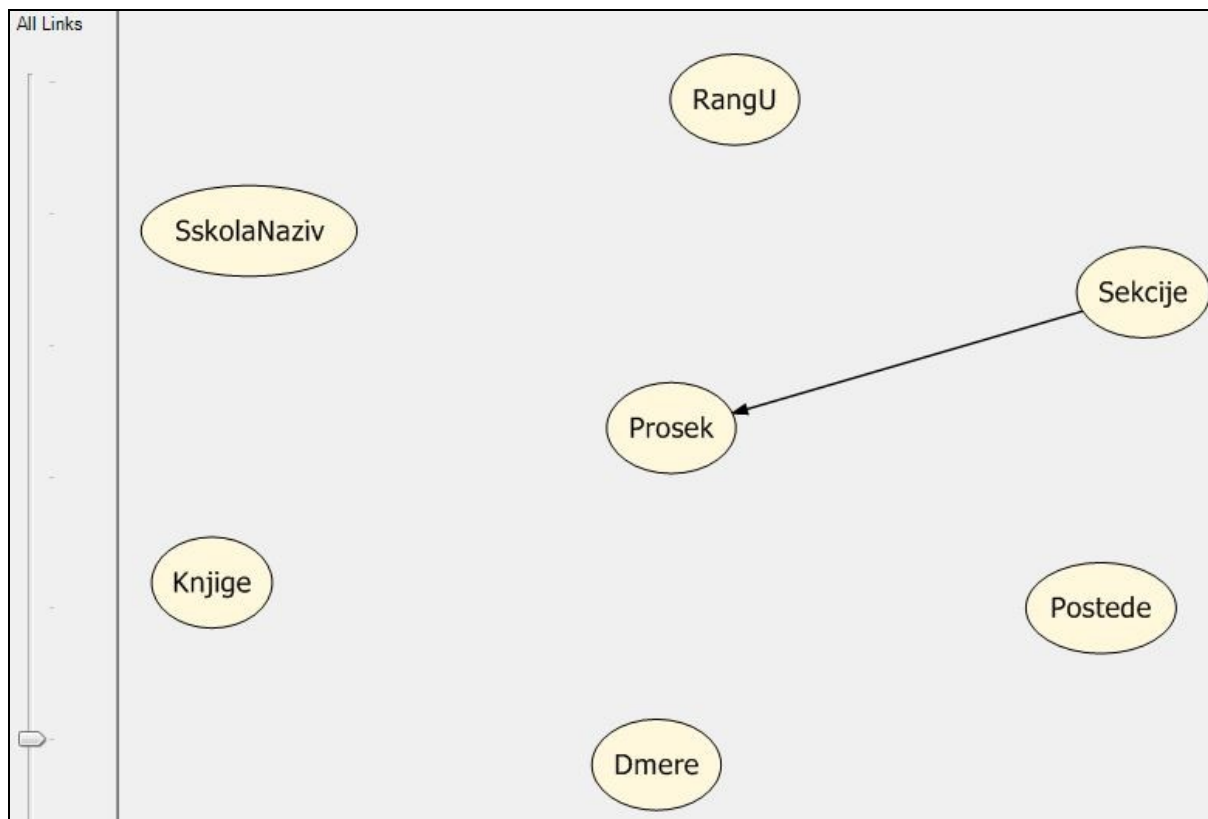 All Links
RangU
SskolaNaziv
Sekcije
Prosek
Knjige
Postede
Dmere